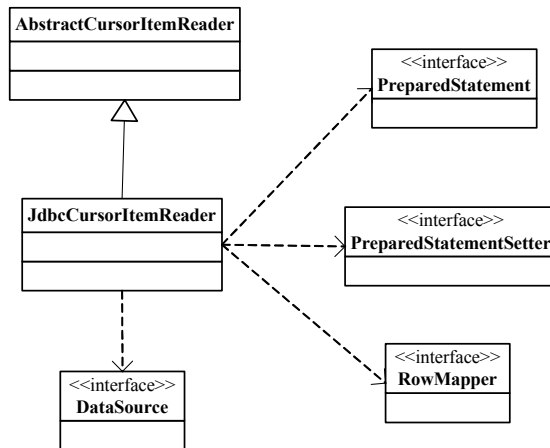 AbstractCursorItemReader
<<interface>>
PreparedStatement
JdbcCursorItemReader
<<interface>>
PreparedStatementSetter
<<interface>>
DataSource
<<interface>>
RowMapper